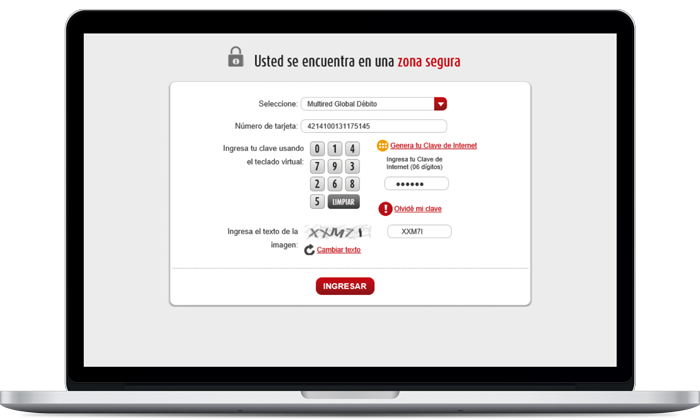 Usted se encuentra en una zona segura
Seleccione: Multired Global Débito
Número de tarjeta: 4214100131175145
Ingresa tu clave usando
el teclado virtual:
0 1 4
7 9 3
2 6 8
5 LIMPIAR
Genera tu Clave de Internet
Ingresa tu Clave de
Internet (06 dígitos)
••••••
Olvidé mi clave
Ingresa el texto de la
imagen:
XXM7I
XXM7I
Cambiar texto
INGRESAR